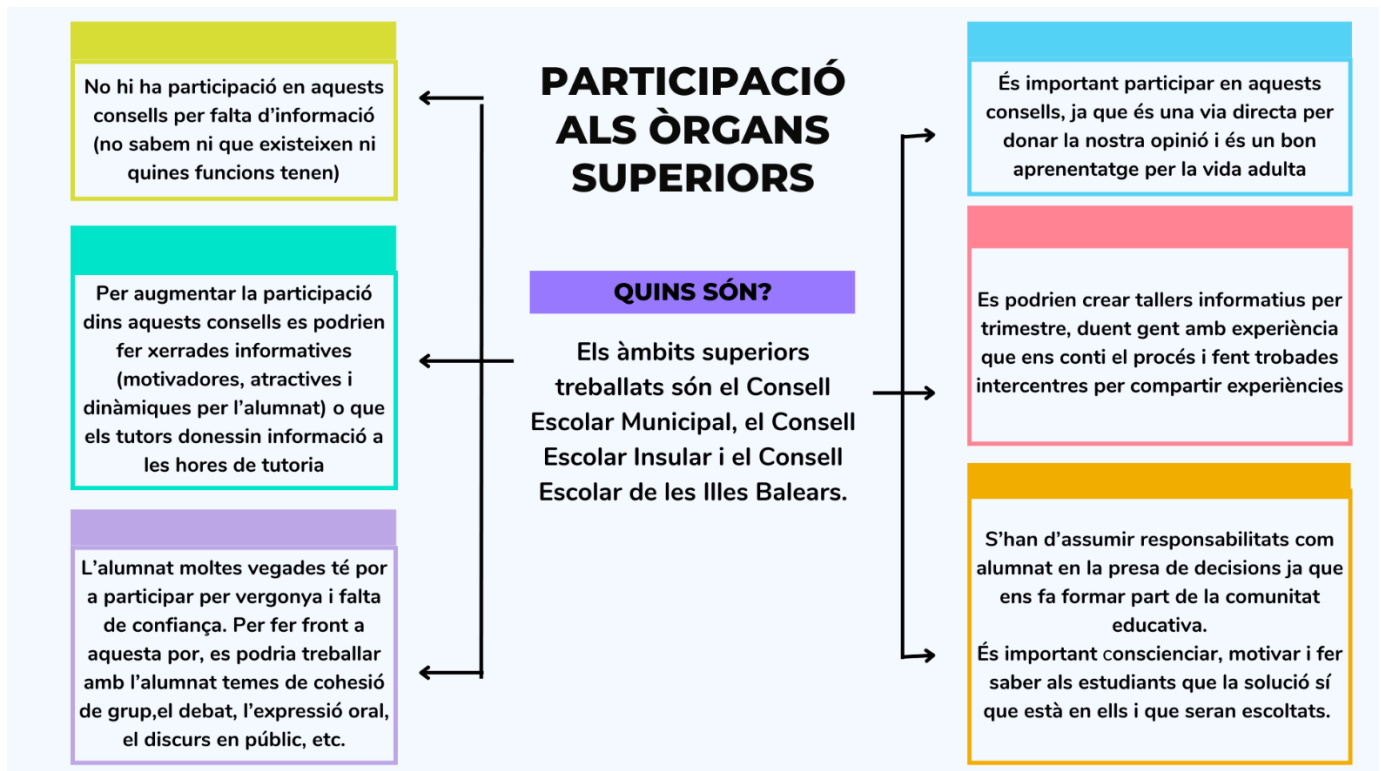 PARTICIPACIÓ
ALS ÒRGANS
SUPERIORS
QUINS SÓN?
Els àmbits superiors
treballats són el Consell
Escolar Municipal, el Consell
Escolar Insular i el Consell
Escolar de les Illes Balears.
No hi ha participació en aquests
consells per falta d'informació
(no sabem ni que existeixen ni
quines funcions tenen)
Per augmentar la participació
dins aquests consells es podrien
fer xerrades informatives
(motivadores, atractives i
dinàmiques per l'alumnat) o que
els tutors donessin informació a
les hores de tutoria
L'alumnat moltes vegades té por
a participar per vergonya i falta
de confiança. Per fer front a
aquesta por, es podria treballar
amb l'alumnat temes de cohesió
de grup,el debat, l'expressió oral,
el discurs en públic, etc.
És important participar en aquests
consells, ja que és una via directa per
donar la nostra opinió i és un bon
aprenentatge per la vida adulta
Es podrien crear tallers informatius per
trimestre, duent gent amb experiència
que ens conti el procés i fent trobades
intercentres per compartir experiències
S'han d'assumir responsabilitats com
alumnat en la presa de decisions ja que
ens fa formar part de la comunitat
educativa.
És important conscienciar, motivar i fer
saber als estudiants que la solució sí
que està en ells i que seran escoltats.